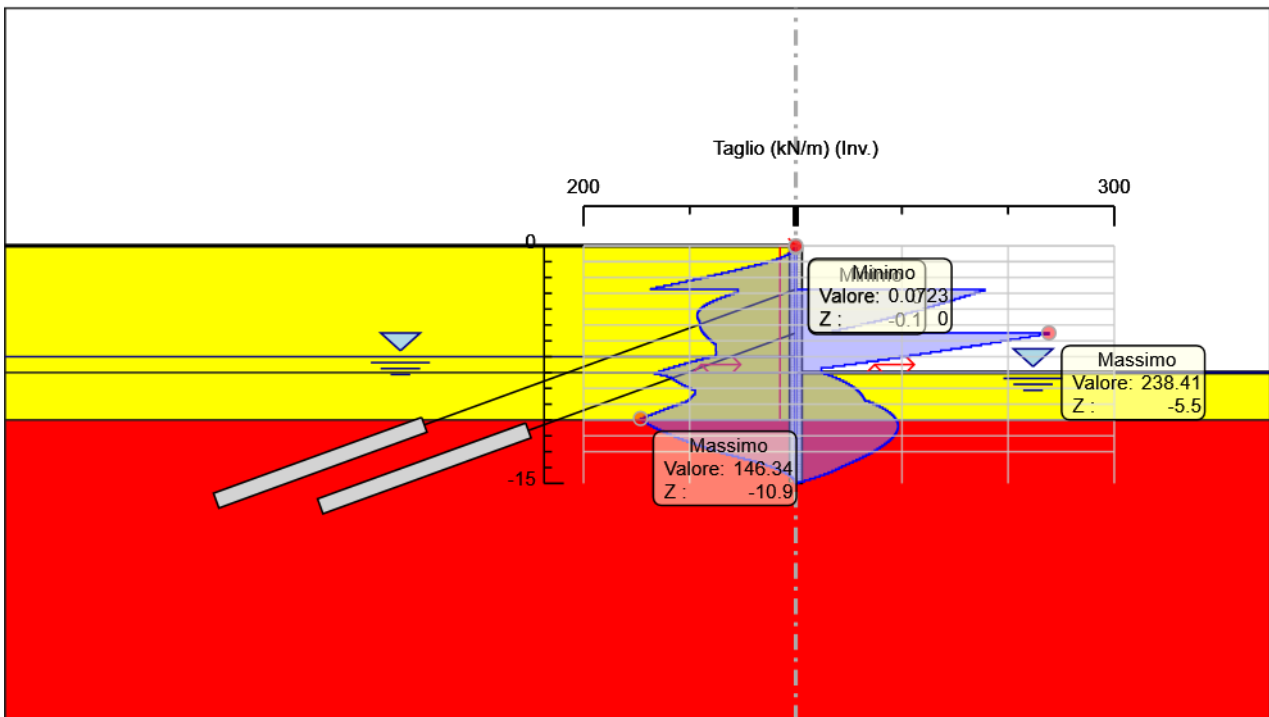 Taglio (kN/m) (Inv.)
200
300
0
Minimo
Minimo
Valore: 0.0723
Z : -0.1 0
Massimo
Valore: 238.41
Z : -5.5
Massimo
Valore: 146.34
Z : -10.9
-15